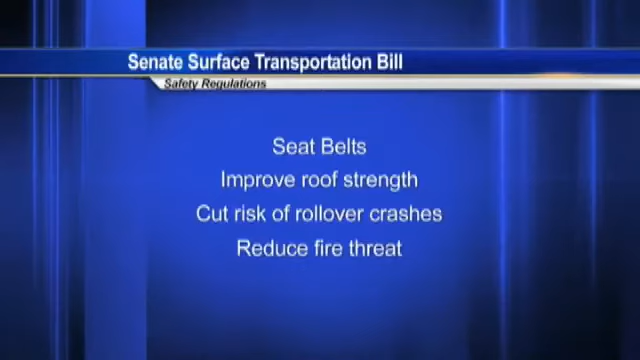 Senate Surface Transportation Bill
Safety Regulations
Seat Belts
Improve roof strength
Cut risk of rollover crashes
Reduce fire threat